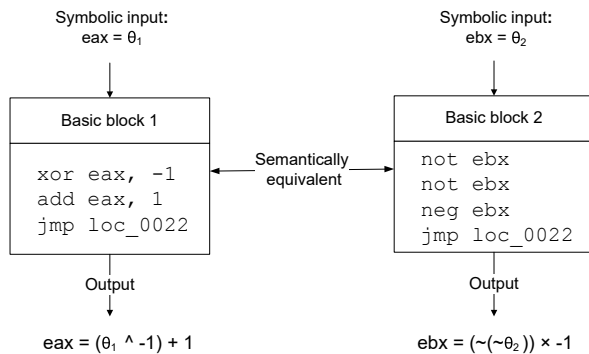 Symbolic input:
eax = θ₁
Basic block 1
xor eax, -1
add eax, 1
jmp loc_0022
Output
eax = (θ₁ ^ -1) + 1
Semantically
equivalent
Symbolic input:
ebx = θ₂
Basic block 2
not ebx
not ebx
neg ebx
jmp loc_0022
Output
ebx = (~(~θ₂)) × -1